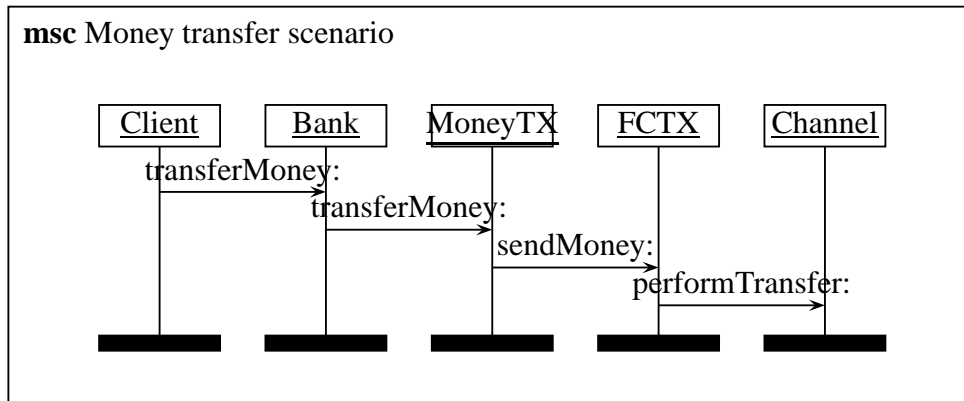 msc Money transfer scenario
Client Bank MoneyTX FCTX Channel
transferMoney:
transferMoney:
sendMoney:
performTransfer: